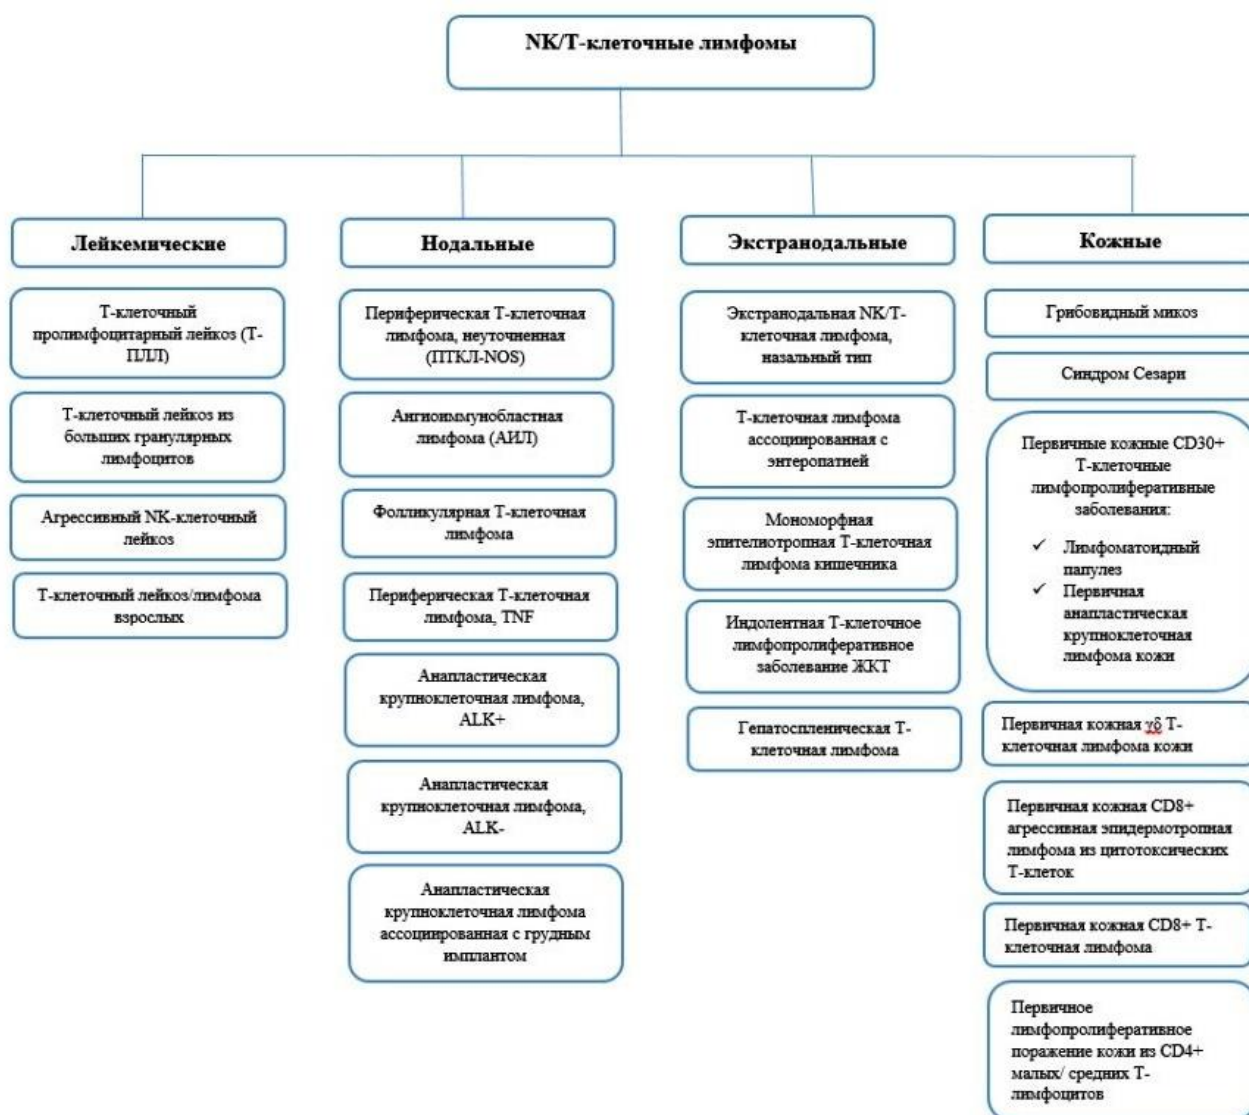 NK/T-клеточные лимфомы
Лейкемические
Т-клеточный
пролимфоцитарный лейкоз (Т-
ПЛЛ)
Т-клеточный лейкоз из
больших гранулярных
лимфоцитов
Агрессивный NK-клеточный
лейкоз
Т-клеточный лейкоз/лимфома
взрослых
Нодальные
Периферическая Т-клеточная
лимфома, неуточненная
(ПТКЛ-NOS)
Ангиоиммунобластная
лимфома (АИЛ)
Фолликулярная Т-клеточная
лимфома
Периферическая Т-клеточная
лимфома, TNF
Анапластическая
крупноклеточная лимфома,
ALK+
Анапластическая
крупноклеточная лимфома,
ALK-
Анапластическая
крупноклеточная лимфома
ассоциированная с грудным
имплантом
Экстранодальные
Экстранодальная NK/T-
клеточная лимфома,
назальный тип
Т-клеточная лимфома
ассоциированная с
энтеропатией
Мономорфная
эпителиотропная Т-клеточная
лимфома кишечника
Индолентная Т-клеточное
лимфопролиферативное
заболевание ЖКТ
Гепатоспленическая Т-
клеточная лимфома
Кожные
Грибовидный микоз
Синдром Сезари
Первичные кожные CD30+
Т-клеточные
лимфопролиферативные
заболевания:
✓ Лимфоматоидный
папулез
✓ Первичная
анапластическая
крупноклеточная
лимфома кожи
Первичная кожная γδ Т-
клеточная лимфома кожи
Первичная кожная CD8+
агрессивная эпидермотропная
лимфома из цитотоксических
Т-клеток
Первичная кожная CD8+ Т-
клеточная лимфома
Первичное
лимфопролиферативное
поражение кожи из CD4+
малых/ средних Т-
лимфоцитов